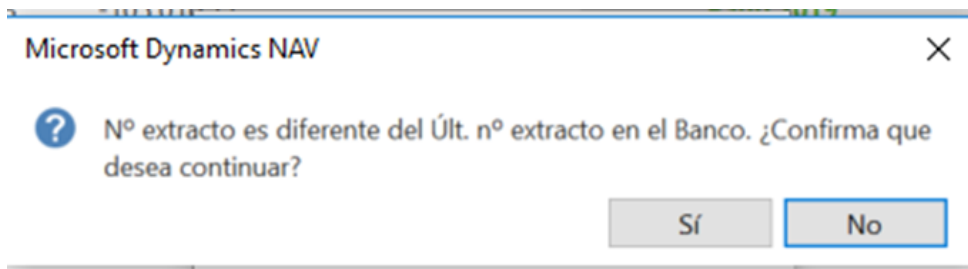 Microsoft Dynamics NAV
Nº extracto es diferente del Últ. nº extracto en el Banco. ¿Confirma que
desea continuar?
Sí No